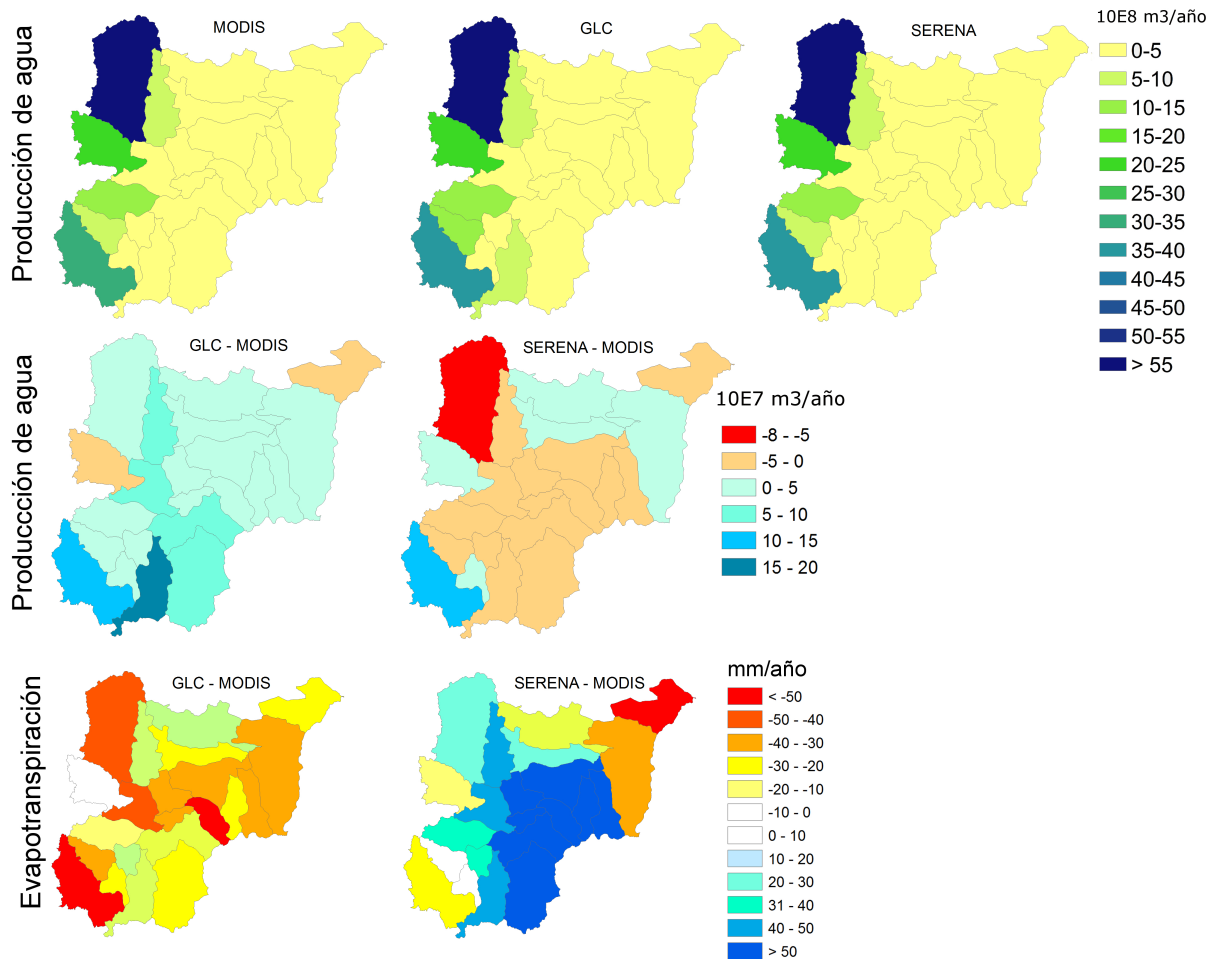 Produccción de agua
MODIS
GLC
SERENA
10E8 m3/año
0-5
5-10
10-15
15-20
20-25
25-30
30-35
35-40
40-45
45-50
50-55
> 55
Produccción de agua
GLC - MODIS
SERENA - MODIS
10E7 m3/año
-8 - -5
-5 - 0
0 - 5
5 - 10
10 - 15
15 - 20
Evapotranspiración
GLC - MODIS
SERENA - MODIS
mm/año
< -50
-50 - -40
-40 - -30
-30 - -20
-20 - -10
-10 - 0
0 - 10
10 - 20
20 - 30
31 - 40
40 - 50
> 50